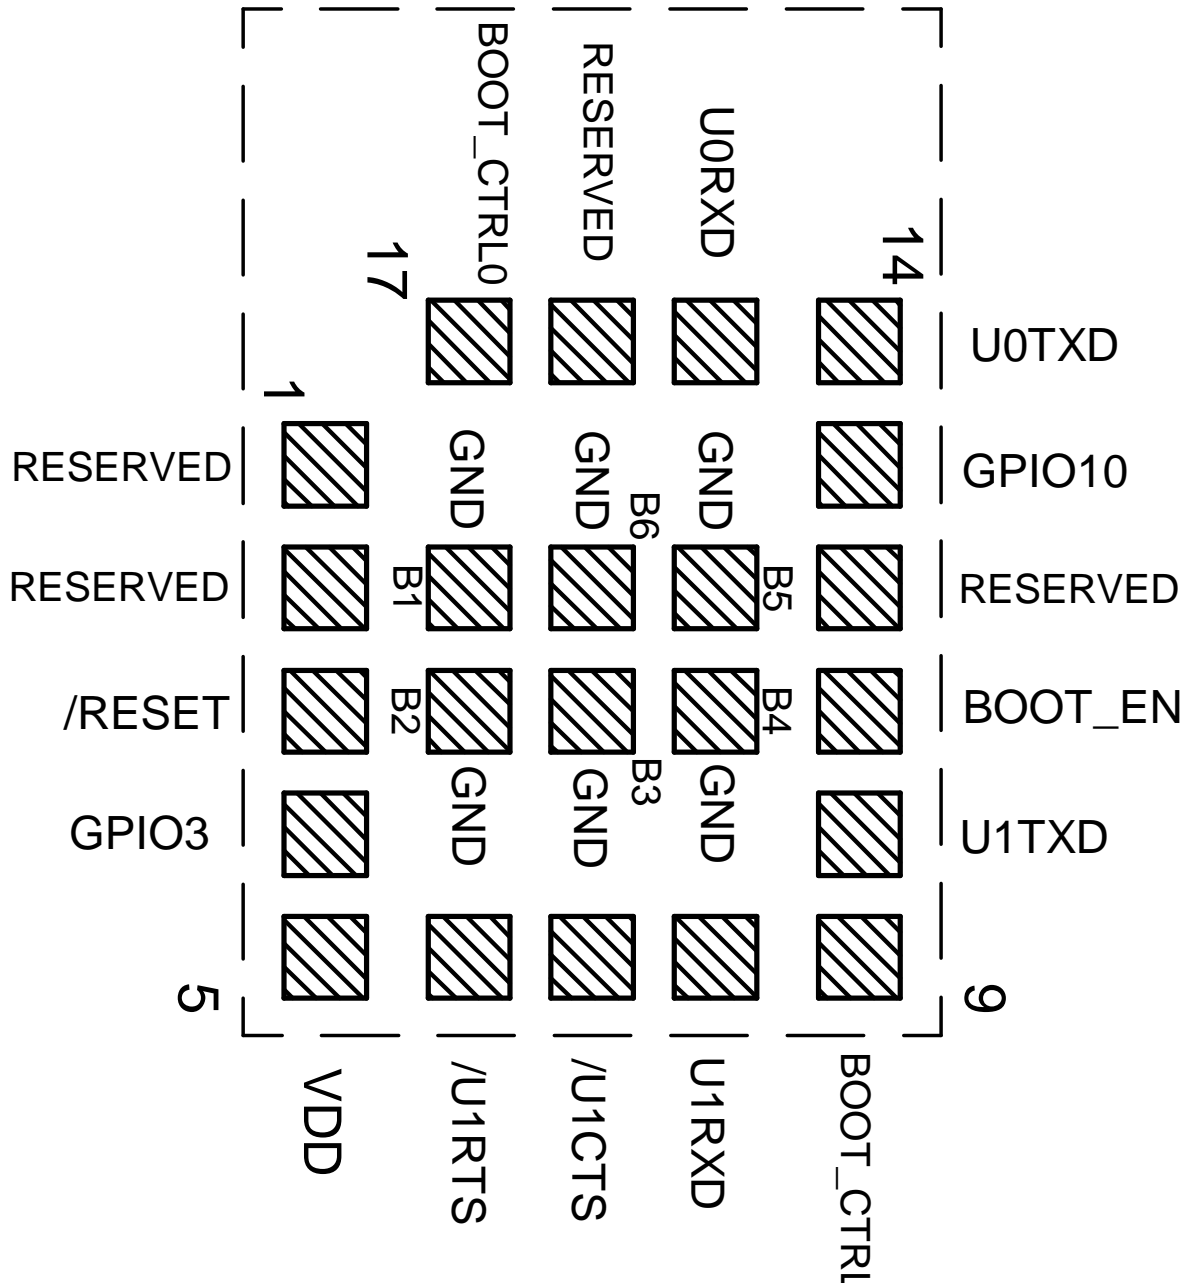 BOOT_CTRL0
RESERVED
U0RXD
17
14
U0TXD
1
RESERVED
GND
GND
GND
GPIO10
B6
RESERVED
B1
B5
RESERVED
/RESET
B2
B4
BOOT_EN
GPIO3
GND
GND
B3
GND
U1TXD
5
9
VDD
/U1RTS
/U1CTS
U1RXD
BOOT_CTRL